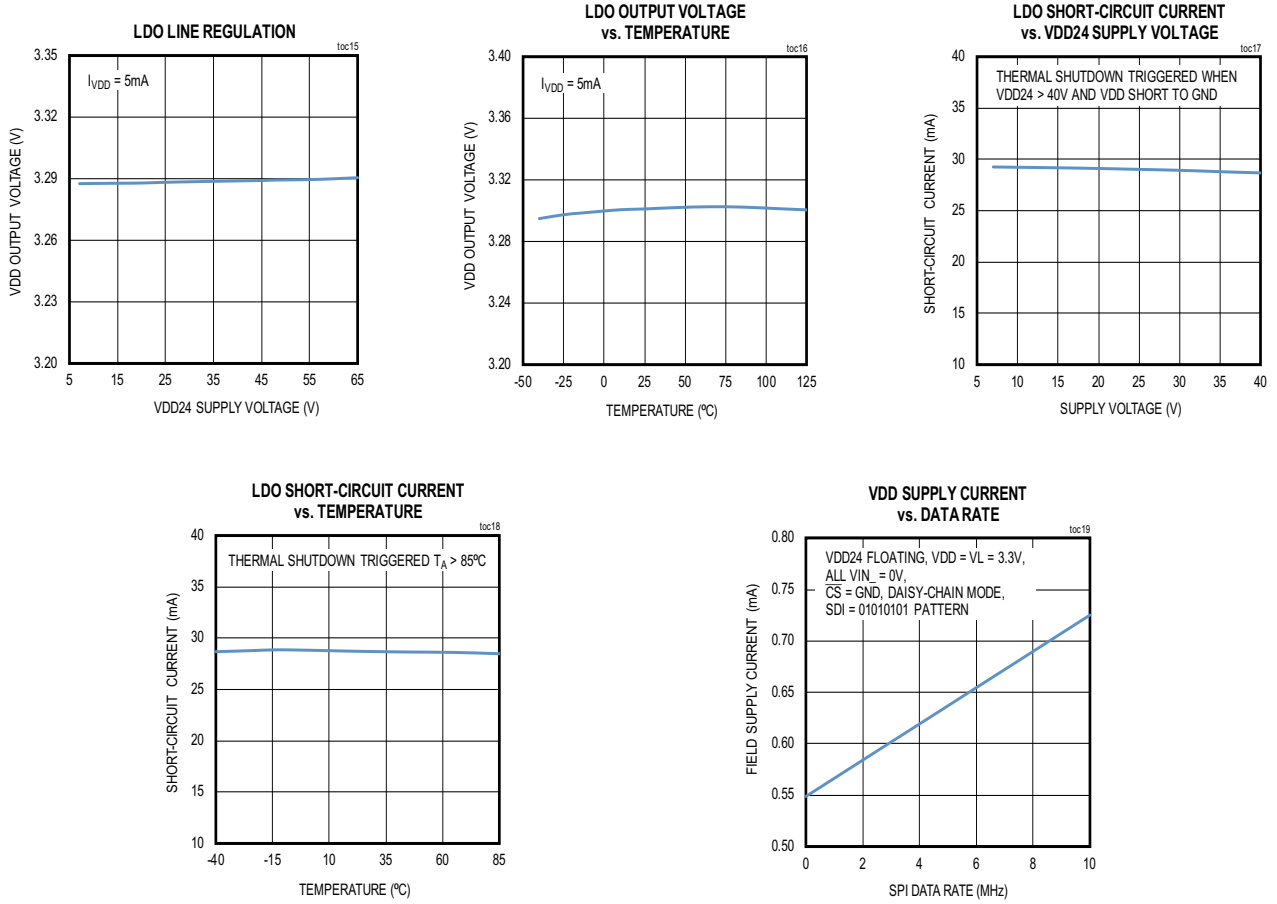 LDO LINE REGULATION
toc15
I_VDD = 5mA
VDD OUTPUT VOLTAGE (V)
3.35
3.32
3.29
3.26
3.23
3.20
5 15 25 35 45 55 65
VDD24 SUPPLY VOLTAGE (V)
LDO OUTPUT VOLTAGE
vs. TEMPERATURE
toc16
I_VDD = 5mA
VDD OUTPUT VOLTAGE (V)
3.40
3.36
3.32
3.28
3.24
3.20
-50 -25 0 25 50 75 100 125
TEMPERATURE (ºC)
LDO SHORT-CIRCUIT CURRENT
vs. VDD24 SUPPLY VOLTAGE
toc17
THERMAL SHUTDOWN TRIGGERED WHEN
VDD24 > 40V AND VDD SHORT TO GND
SHORT-CIRCUIT CURRENT (mA)
40
35
30
25
20
15
10
5 10 15 20 25 30 35 40
SUPPLY VOLTAGE (V)
LDO SHORT-CIRCUIT CURRENT
vs. TEMPERATURE
toc18
THERMAL SHUTDOWN TRIGGERED T_A > 85ºC
SHORT-CIRCUIT CURRENT (mA)
40
35
30
25
20
15
10
-40 -15 10 35 60 85
TEMPERATURE (ºC)
VDD SUPPLY CURRENT
vs. DATA RATE
toc19
VDD24 FLOATING, VDD = VL = 3.3V,
ALL VIN_ = 0V,
C̅S̅ = GND, DAISY-CHAIN MODE,
SDI = 01010101 PATTERN
FIELD SUPPLY CURRENT (mA)
0.80
0.75
0.70
0.65
0.60
0.55
0.50
0 2 4 6 8 10
SPI DATA RATE (MHz)